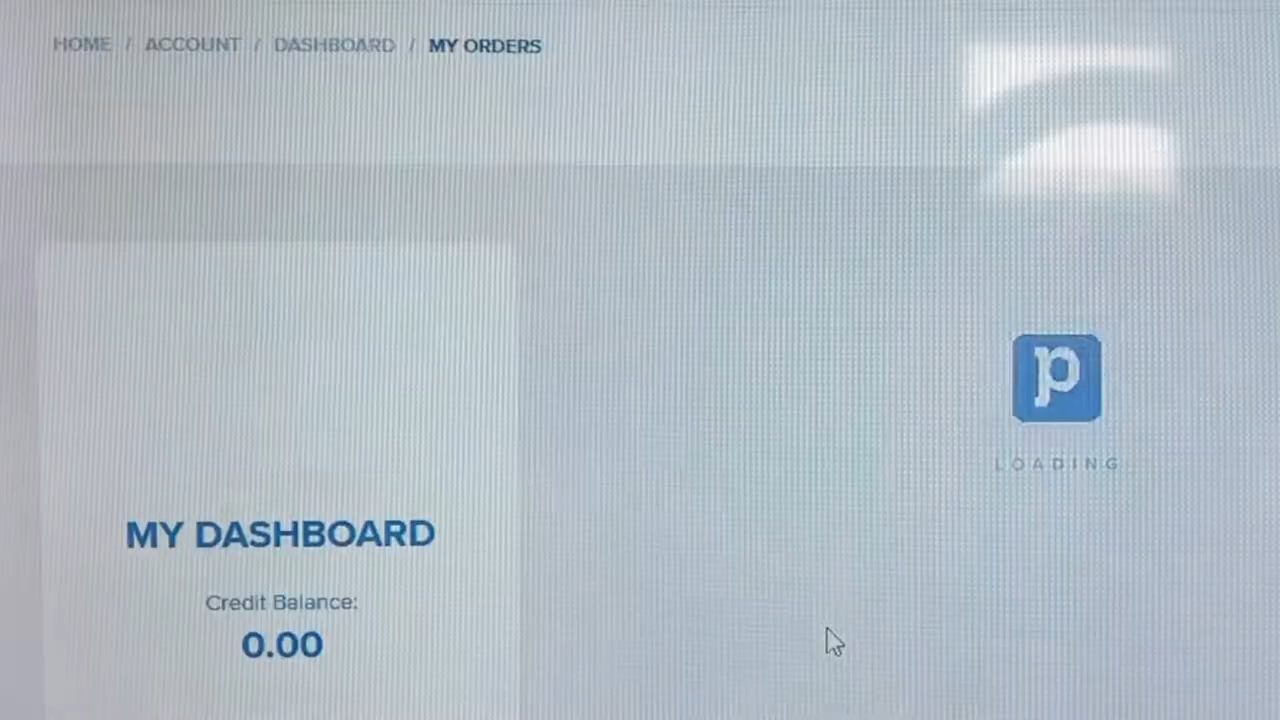 HOME / ACCOUNT / DASHBOARD / MY ORDERS
p
LOADING
MY DASHBOARD
Credit Balance:
0.00